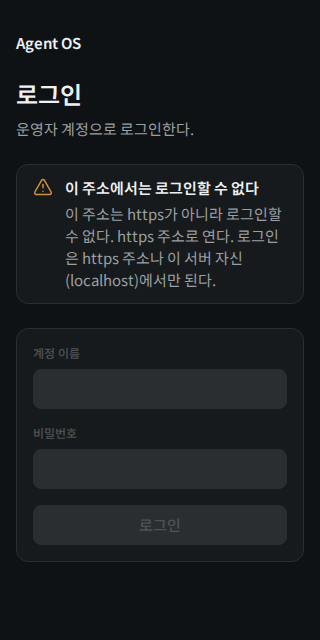 Agent OS
로그인
운영자 계정으로 로그인한다.
이 주소에서는 로그인할 수 없다
이 주소는 https가 아니라 로그인할
수 없다. https 주소로 연다. 로그인
은 https 주소나 이 서버 자신
(localhost)에서만 된다.
계정 이름
비밀번호
로그인